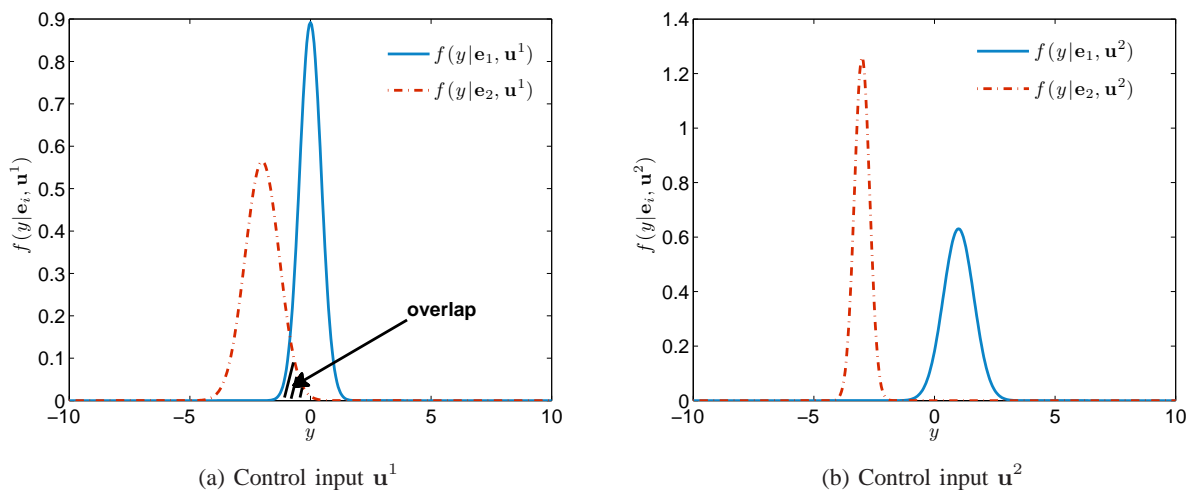 0.9
0.8
0.7
0.6
0.5
0.4
0.3
0.2
0.1
0
f(y|e_i, u^1)
f(y|e_1, u^1)
f(y|e_2, u^1)
overlap
−10 −5 0 5 10
y
(a) Control input u^1
1.4
1.2
1
0.8
0.6
0.4
0.2
0
f(y|e_i, u^2)
f(y|e_1, u^2)
f(y|e_2, u^2)
−10 −5 0 5 10
y
(b) Control input u^2